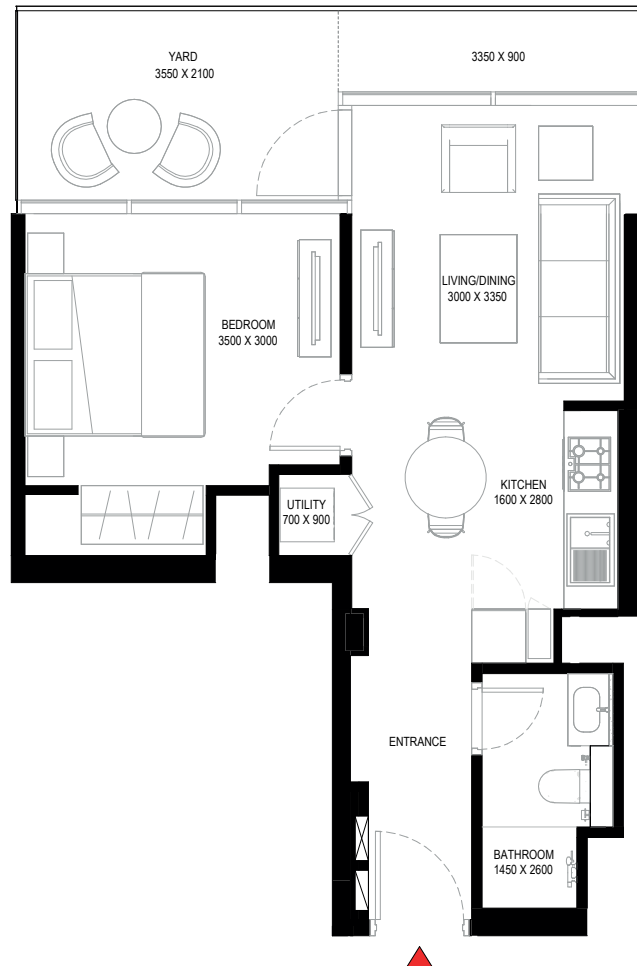 YARD
3550 X 2100
3350 X 900
LIVING/DINING
3000 X 3350
BEDROOM
3500 X 3000
KITCHEN
1600 X 2800
UTILITY
700 X 900
ENTRANCE
BATHROOM
1450 X 2600